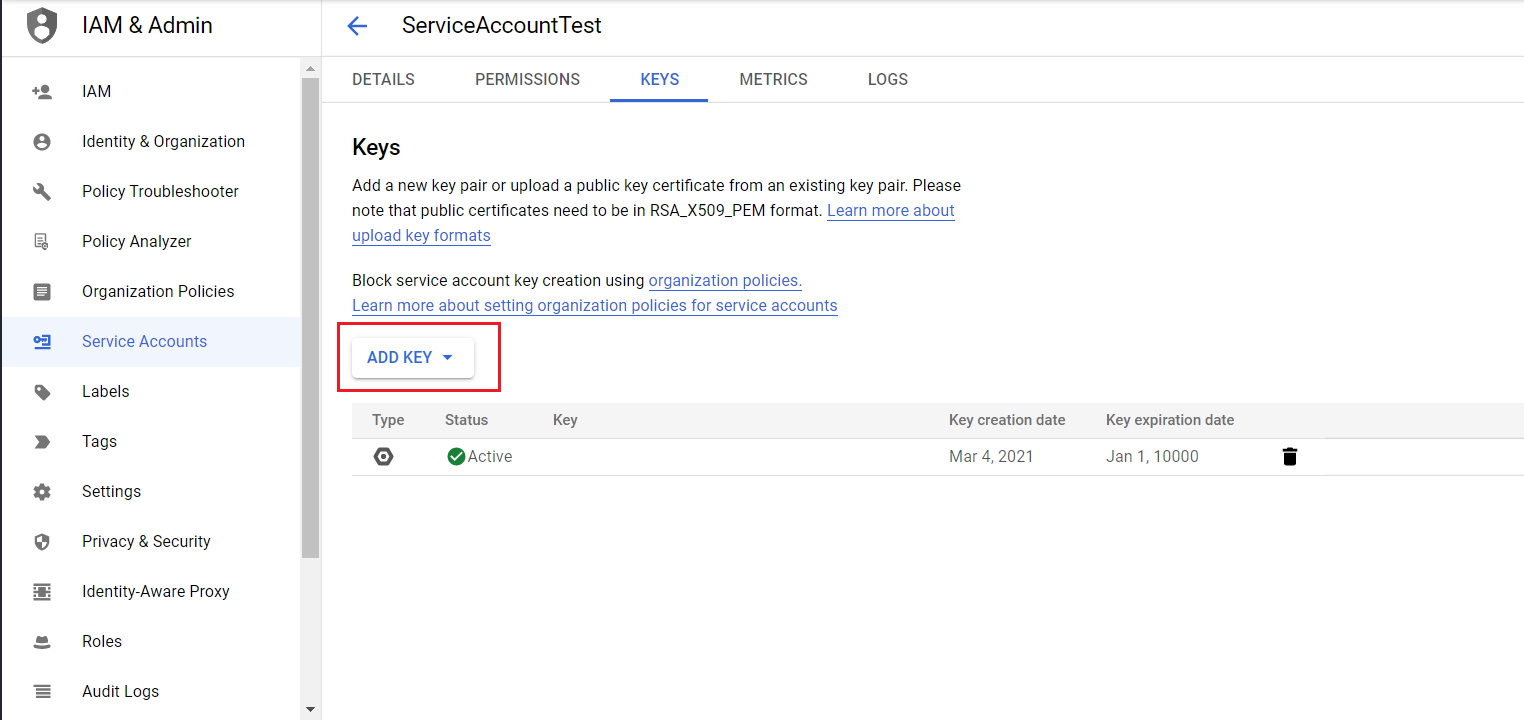 IAM & Admin
ServiceAccountTest
IAM
Identity & Organization
Policy Troubleshooter
Policy Analyzer
Organization Policies
Service Accounts
Labels
Tags
Settings
Privacy & Security
Identity-Aware Proxy
Roles
Audit Logs
DETAILS PERMISSIONS KEYS METRICS LOGS
Keys
Add a new key pair or upload a public key certificate from an existing key pair. Please
note that public certificates need to be in RSA_X509_PEM format. Learn more about
upload key formats
Block service account key creation using organization policies.
Learn more about setting organization policies for service accounts
ADD KEY
Type Status Key Key creation date Key expiration date
Active Mar 4, 2021 Jan 1, 10000